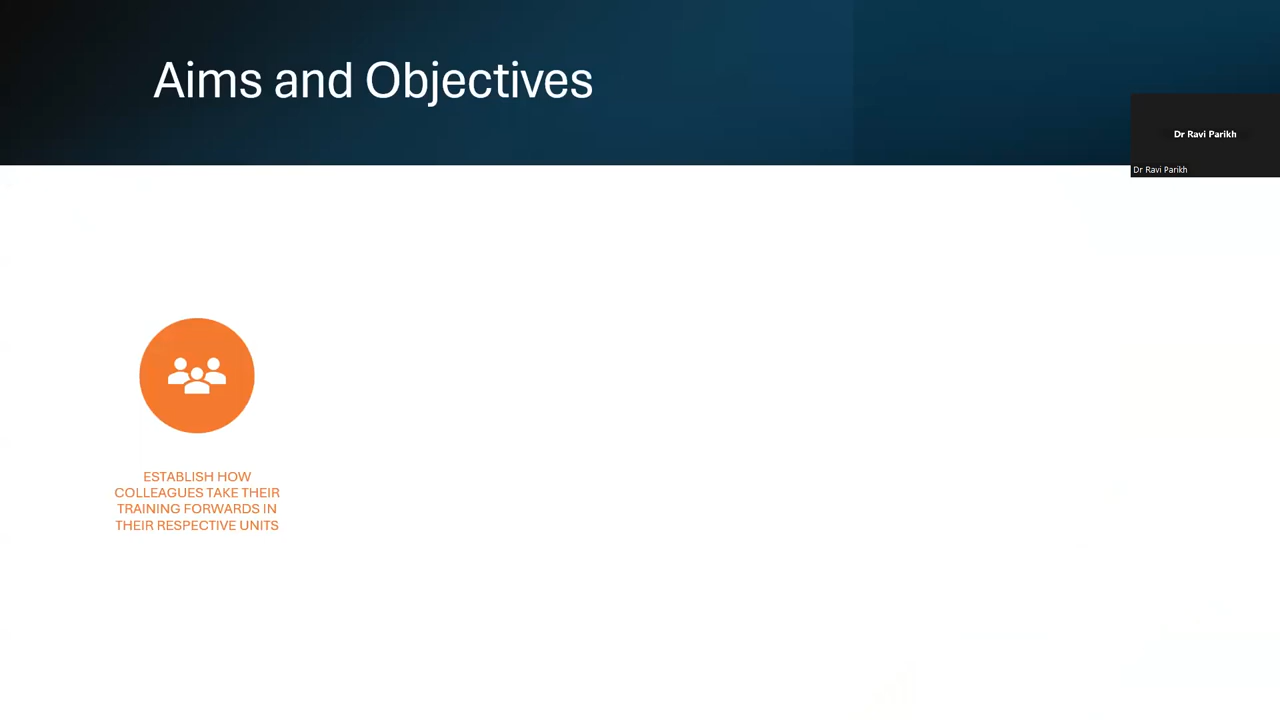 Aims and Objectives
Dr Ravi Parikh
Dr Ravi Parikh
ESTABLISH HOW
COLLEAGUES TAKE THEIR
TRAINING FORWARDS IN
THEIR RESPECTIVE UNITS